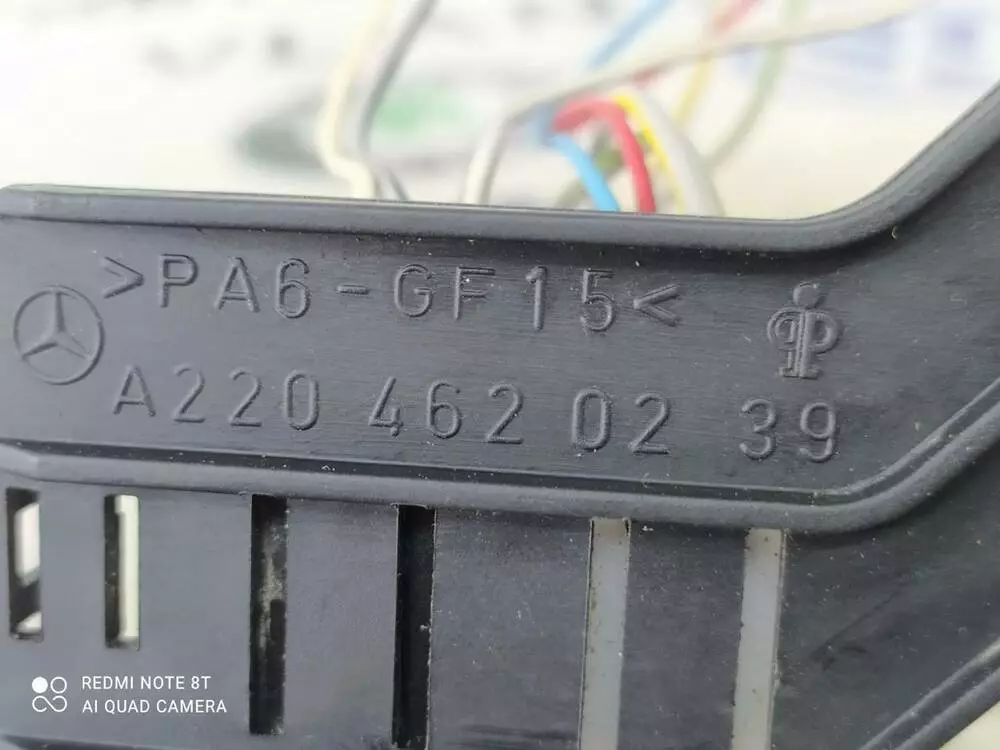 >PA6-GF15<
A220 462 02 39
REDMI NOTE 8T
AI QUAD CAMERA